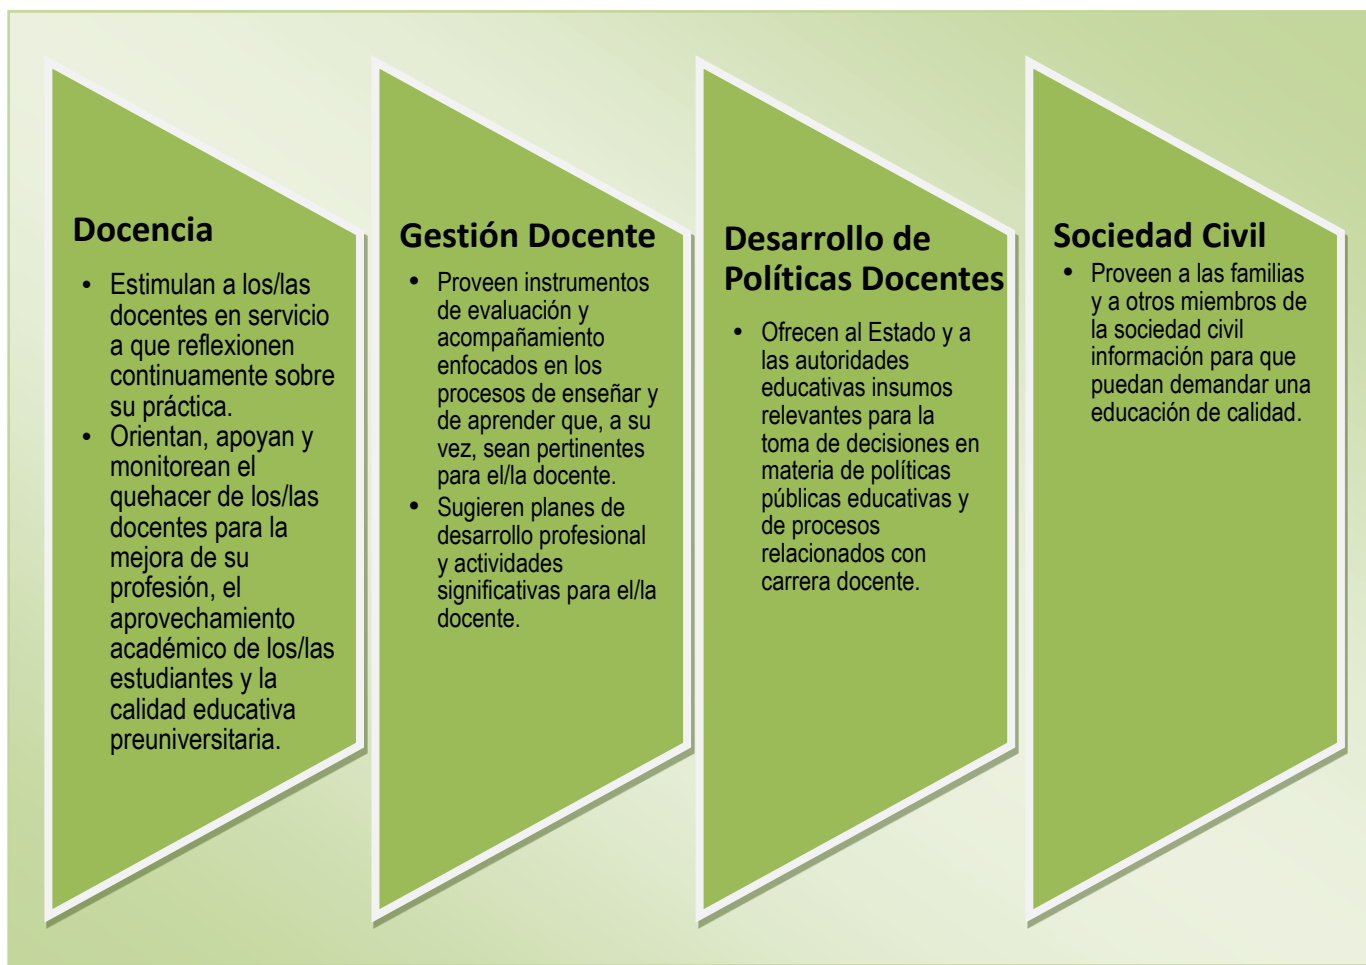 Docencia
• Estimulan a los/las
docentes en servicio
a que reflexionen
continuamente sobre
su práctica.
• Orientan, apoyan y
monitorean el
quehacer de los/las
docentes para la
mejora de su
profesión, el
aprovechamiento
académico de los/las
estudiantes y la
calidad educativa
preuniversitaria.
Gestión Docente
• Proveen instrumentos
de evaluación y
acompañamiento
enfocados en los
procesos de enseñar y
de aprender que, a su
vez, sean pertinentes
para el/la docente.
• Sugieren planes de
desarrollo profesional
y actividades
significativas para el/la
docente.
Desarrollo de
Políticas Docentes
• Ofrecen al Estado y a
las autoridades
educativas insumos
relevantes para la
toma de decisiones en
materia de políticas
públicas educativas y
de procesos
relacionados con
carrera docente.
Sociedad Civil
• Proveen a las familias
y a otros miembros de
la sociedad civil
información para que
puedan demandar una
educación de calidad.